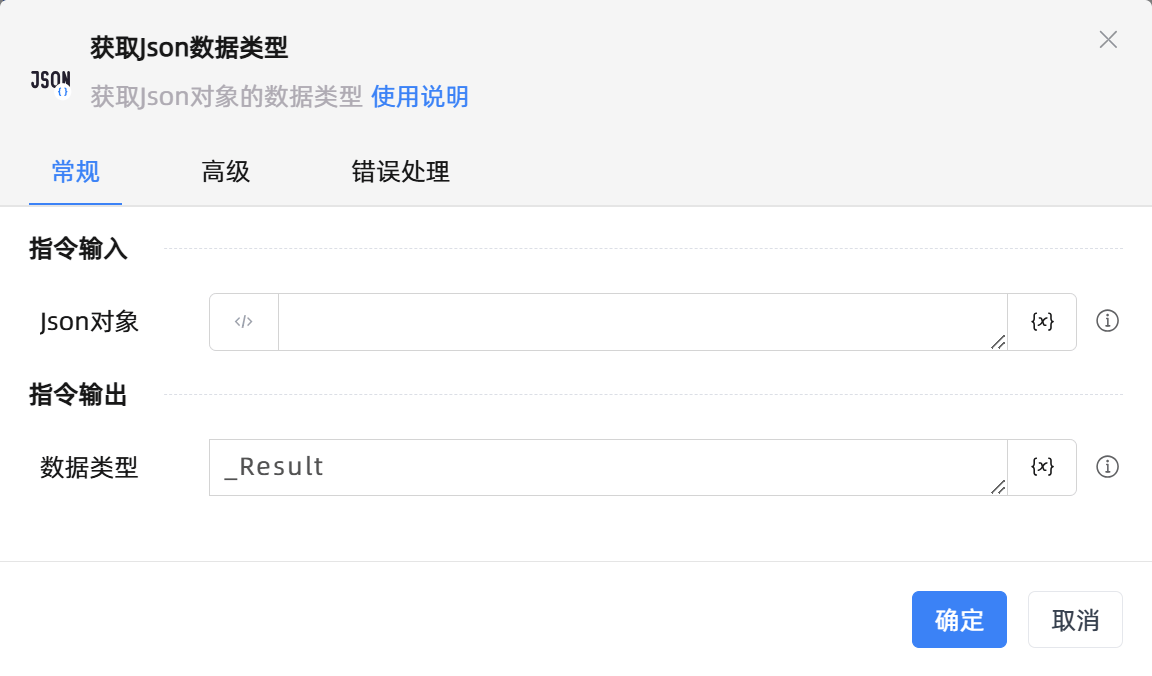 获取Json数据类型
JSON
{}
获取Json对象的数据类型 使用说明
常规 高级 错误处理
指令输入
Json对象 </> {x}
指令输出
数据类型 _Result {x}
确定 取消